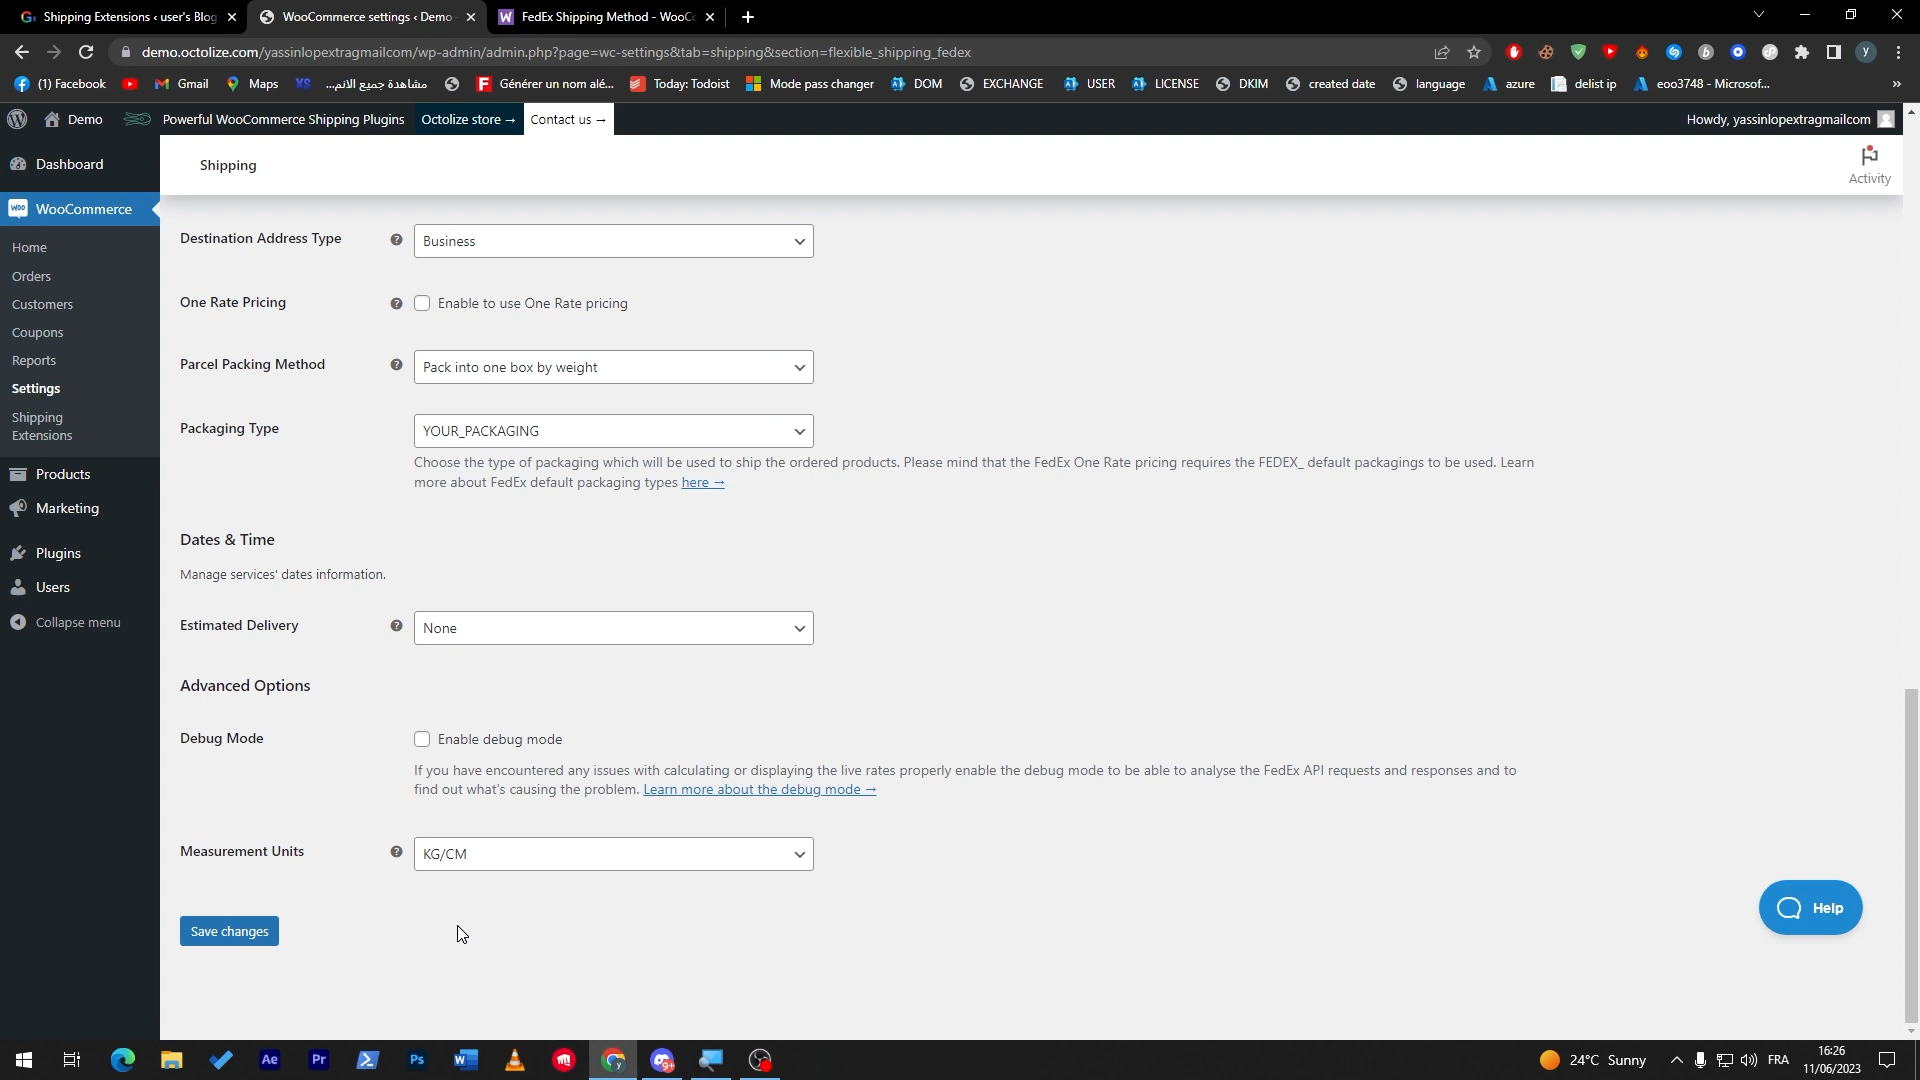 Shipping Extensions ‹ user's Blog
WooCommerce settings ‹ Demo
FedEx Shipping Method - WooC
demo.octolize.com/yassinlopextragmailcom/wp-admin/admin.php?page=wc-settings&tab=shipping&section=flexible_shipping_fedex
(1) Facebook
Gmail
Maps
مشاهدة جميع الانم...
Générer un nom alé...
Today: Todoist
Mode pass changer
DOM
EXCHANGE
USER
LICENSE
DKIM
created date
language
azure
delist ip
eoo3748 - Microsof...
»
Demo
Powerful WooCommerce Shipping Plugins
Octolize store →
Contact us →
Howdy, yassinlopextragmailcom
Dashboard
WooCommerce
Home
Orders
Customers
Coupons
Reports
Settings
Shipping
Extensions
Products
Marketing
Plugins
Users
Collapse menu
Shipping
Activity
Destination Address Type
Business
One Rate Pricing
Enable to use One Rate pricing
Parcel Packing Method
Pack into one box by weight
Packaging Type
YOUR_PACKAGING
Choose the type of packaging which will be used to ship the ordered products. Please mind that the FedEx One Rate pricing requires the FEDEX_ default packagings to be used. Learn
more about FedEx default packaging types here →
Dates & Time
Manage services' dates information.
Estimated Delivery
None
Advanced Options
Debug Mode
Enable debug mode
If you have encountered any issues with calculating or displaying the live rates properly enable the debug mode to be able to analyse the FedEx API requests and responses and to
find out what's causing the problem. Learn more about the debug mode →
Measurement Units
KG/CM
Save changes
Help
Ae
Pr
Ps
24°C Sunny
FRA
16:26
11/06/2023